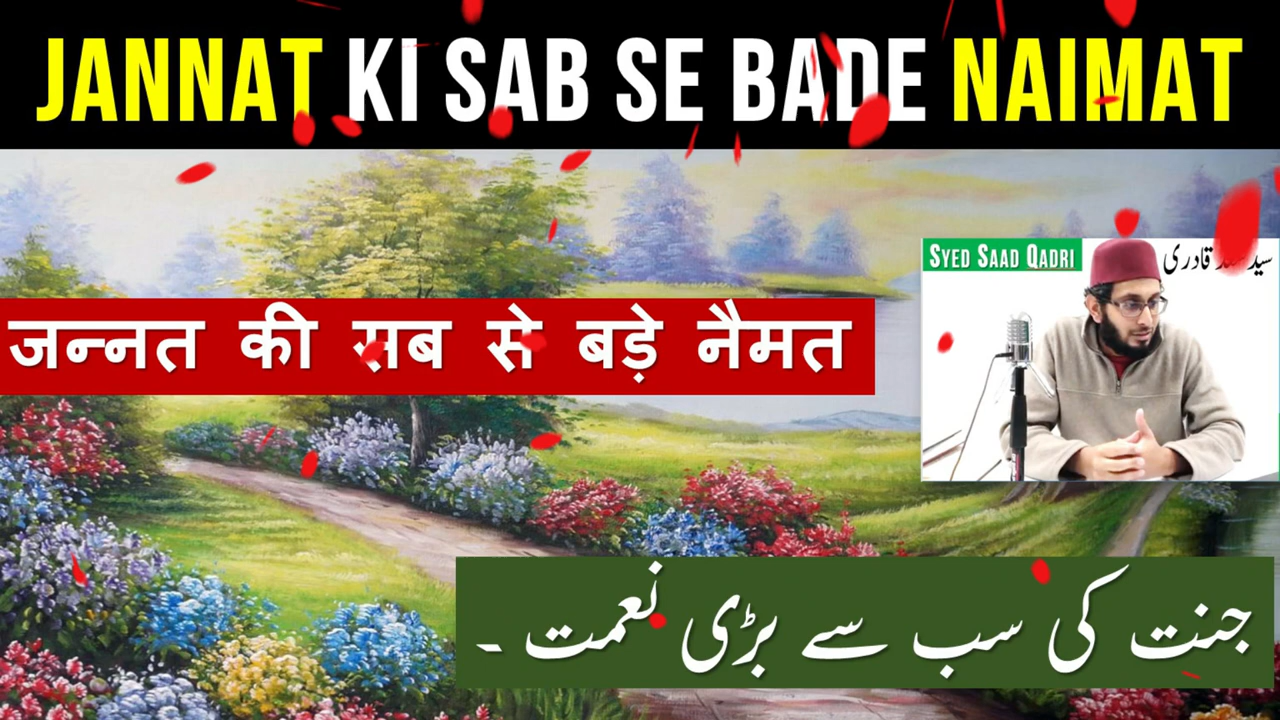 JANNAT KI SAB SE BADE NAIMAT
SYED SAAD QADRI
سید سعد قادری
जन्नत की सब से बड़े नैमत
جنت کی سب سے بڑی نعمت ۔